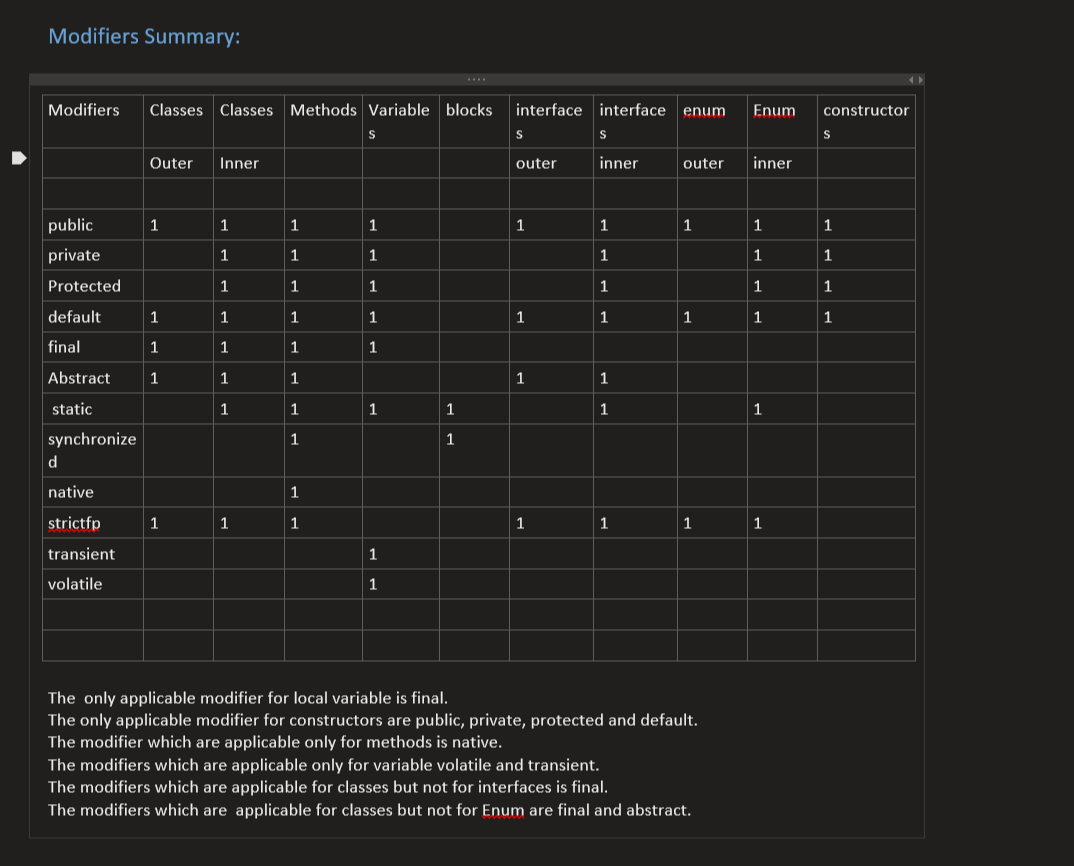 Modifiers Summary:
Modifiers Classes Classes Methods Variable blocks interface interface enum Enum constructor
s s s s
Outer Inner outer inner outer inner
public 1 1 1 1 1 1 1 1 1
private 1 1 1 1 1 1
Protected 1 1 1 1 1 1
default 1 1 1 1 1 1 1 1 1
final 1 1 1 1
Abstract 1 1 1 1 1
static 1 1 1 1 1 1
synchronize 1 1
d
native 1
strictfp 1 1 1 1 1 1 1
transient 1
volatile 1
The only applicable modifier for local variable is final.
The only applicable modifier for constructors are public, private, protected and default.
The modifier which are applicable only for methods is native.
The modifiers which are applicable only for variable volatile and transient.
The modifiers which are applicable for classes but not for interfaces is final.
The modifiers which are applicable for classes but not for Enum are final and abstract.